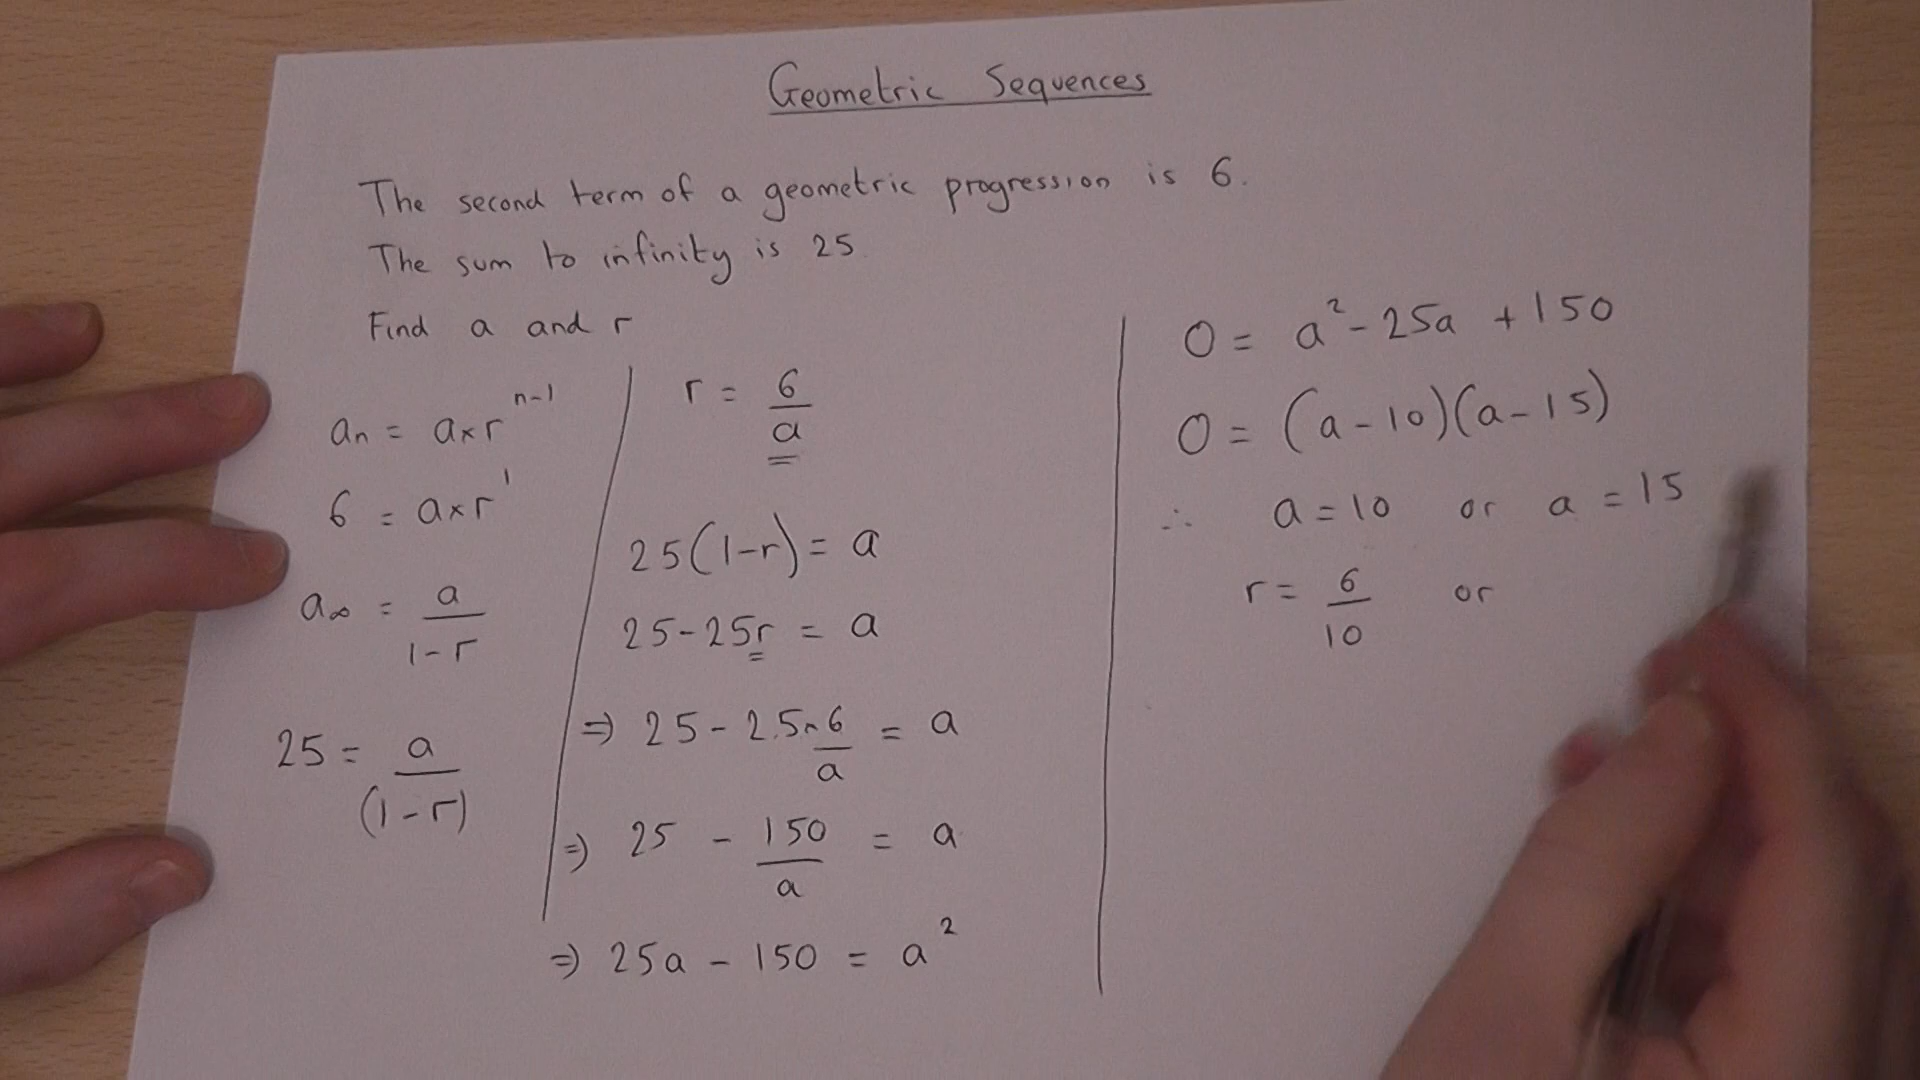 Geometric Sequences
The second term of a geometric progression is 6.
The sum to infinity is 25.
Find a and r
aₙ = a×r^(n-1)
6 = a×r^1
a∞ = a/(1-r)
25 = a/(1-r)
r = 6/a
25(1-r) = a
25-25r = a
⇒ 25 - 25×6/a = a
⇒ 25 - 150/a = a
⇒ 25a - 150 = a²
0 = a² - 25a + 150
0 = (a-10)(a-15)
∴ a = 10 or a = 15
r = 6/10 or